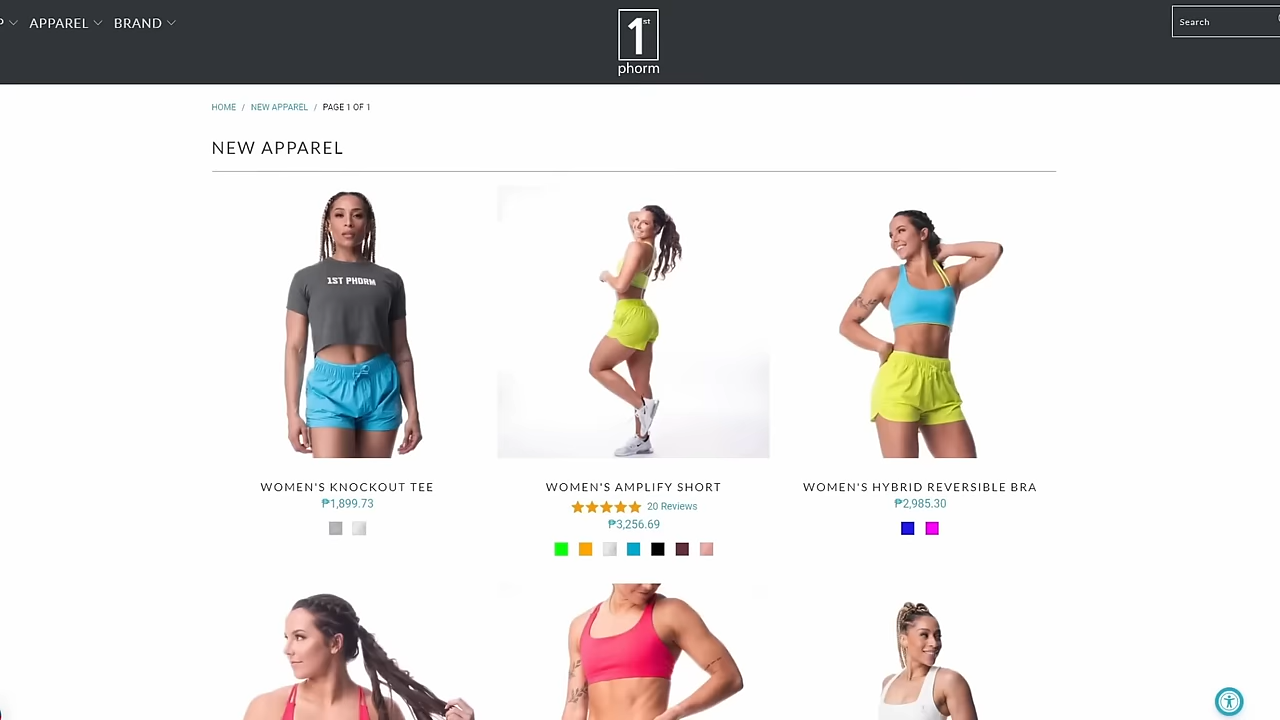 P
APPAREL
BRAND
1st
phorm
Search
HOME / NEW APPAREL / PAGE 1 OF 1
NEW APPAREL
1ST PHORM
WOMEN'S KNOCKOUT TEE
₱1,899.73
WOMEN'S AMPLIFY SHORT
20 Reviews
₱3,256.69
WOMEN'S HYBRID REVERSIBLE BRA
₱2,985.30